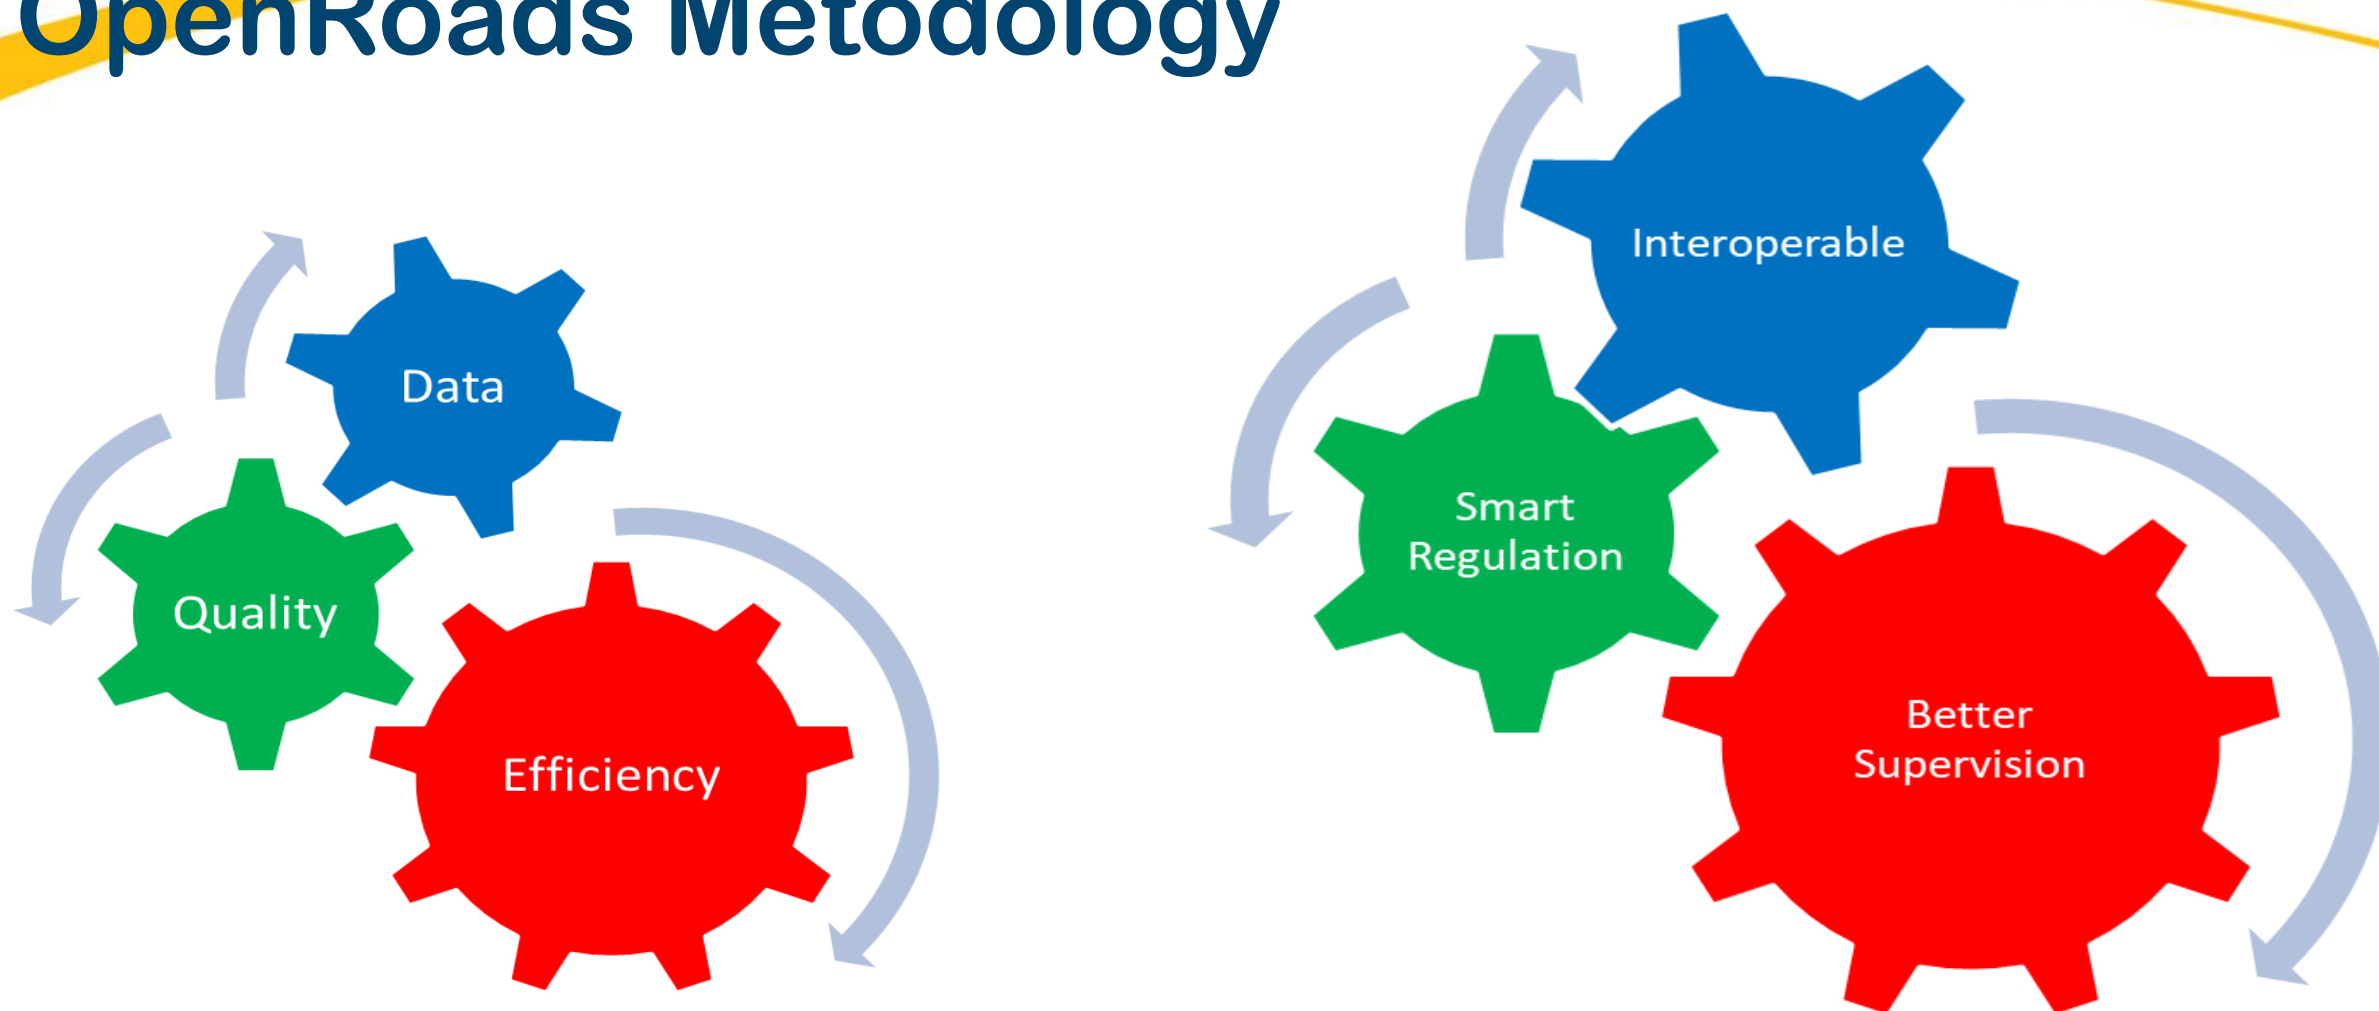 OpenRoads Metodology
Data
Quality
Efficiency
Interoperable
Smart
Regulation
Better
Supervision